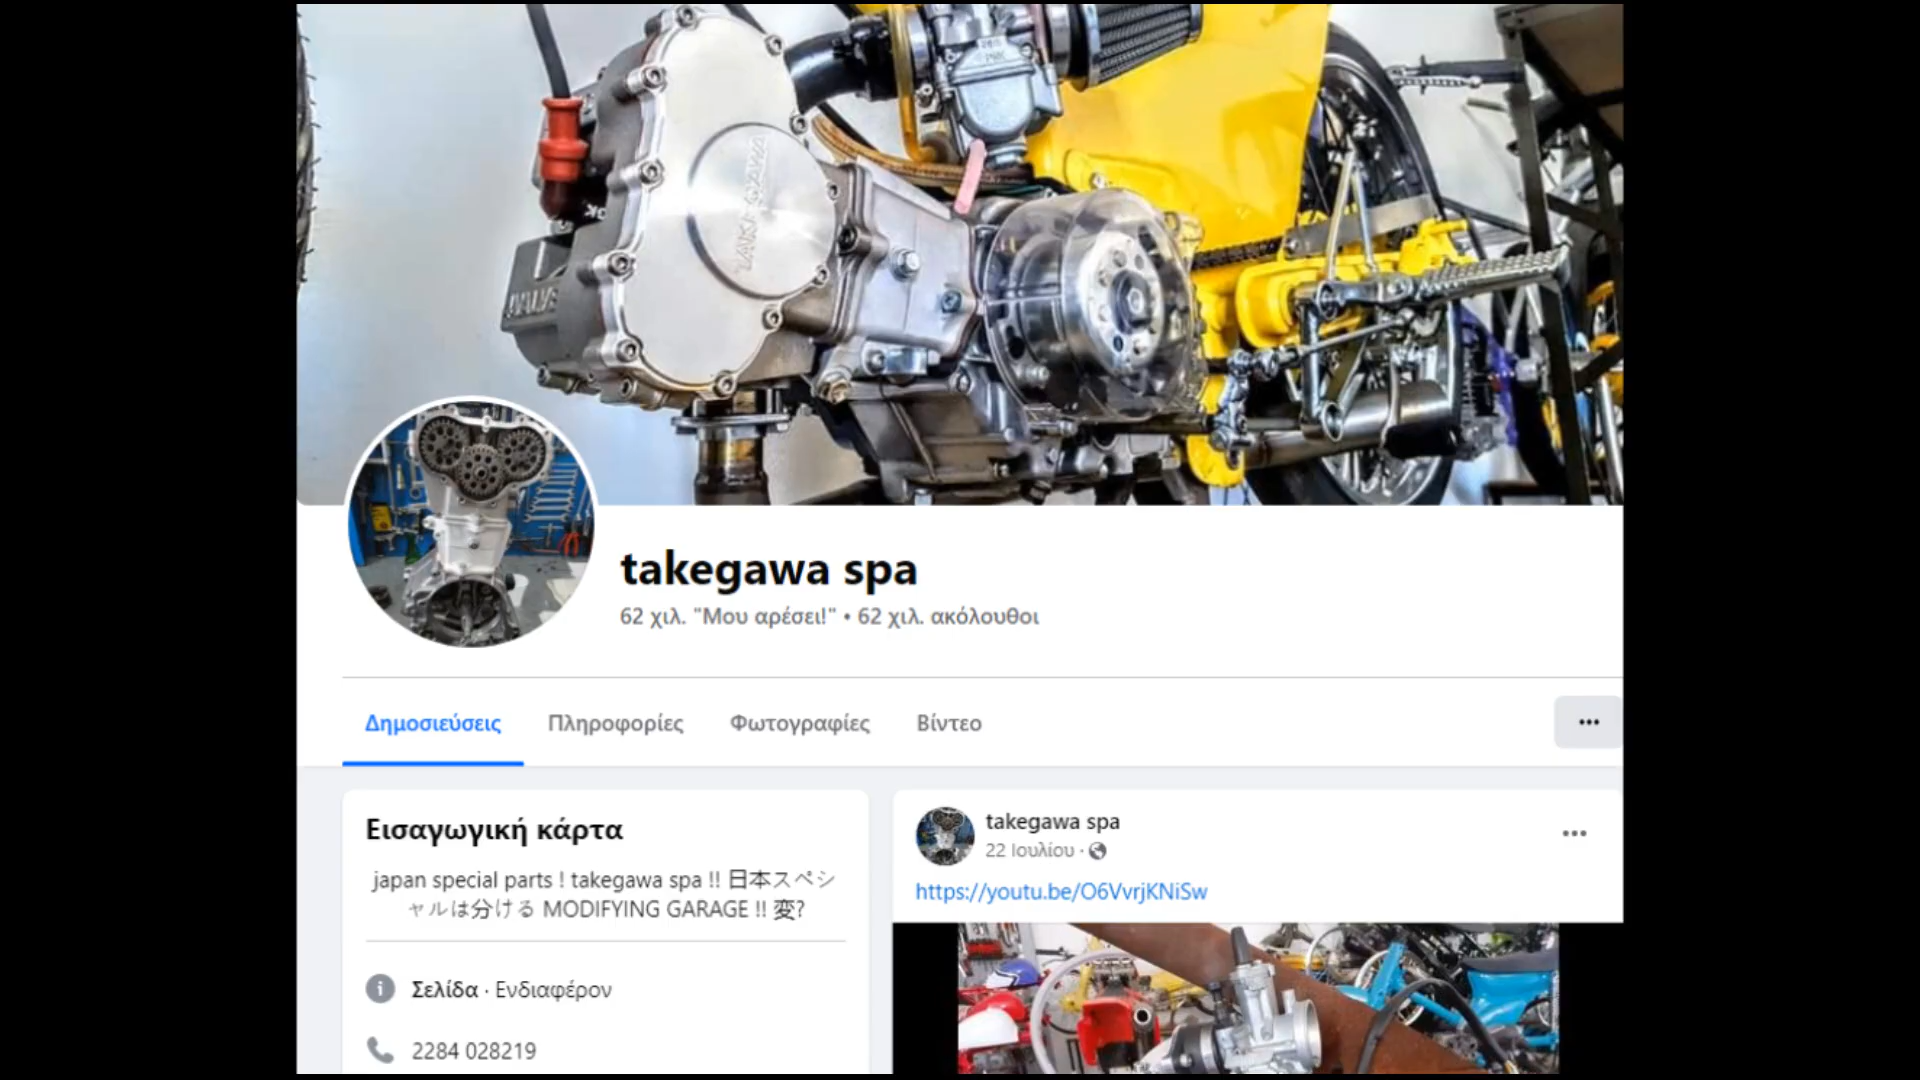 TAKEGAWA
takegawa spa
62 χιλ. "Μου αρέσει!" • 62 χιλ. ακόλουθοι
Δημοσιεύσεις Πληροφορίες Φωτογραφίες Βίντεο
Εισαγωγική κάρτα
japan special parts ! takegawa spa !! 日本スペシ
ャルは分ける MODIFYING GARAGE !! 変?
Σελίδα · Ενδιαφέρον
2284 028219
takegawa spa
22 Ιουλίου ·
https://youtu.be/O6VvrjKNiSw